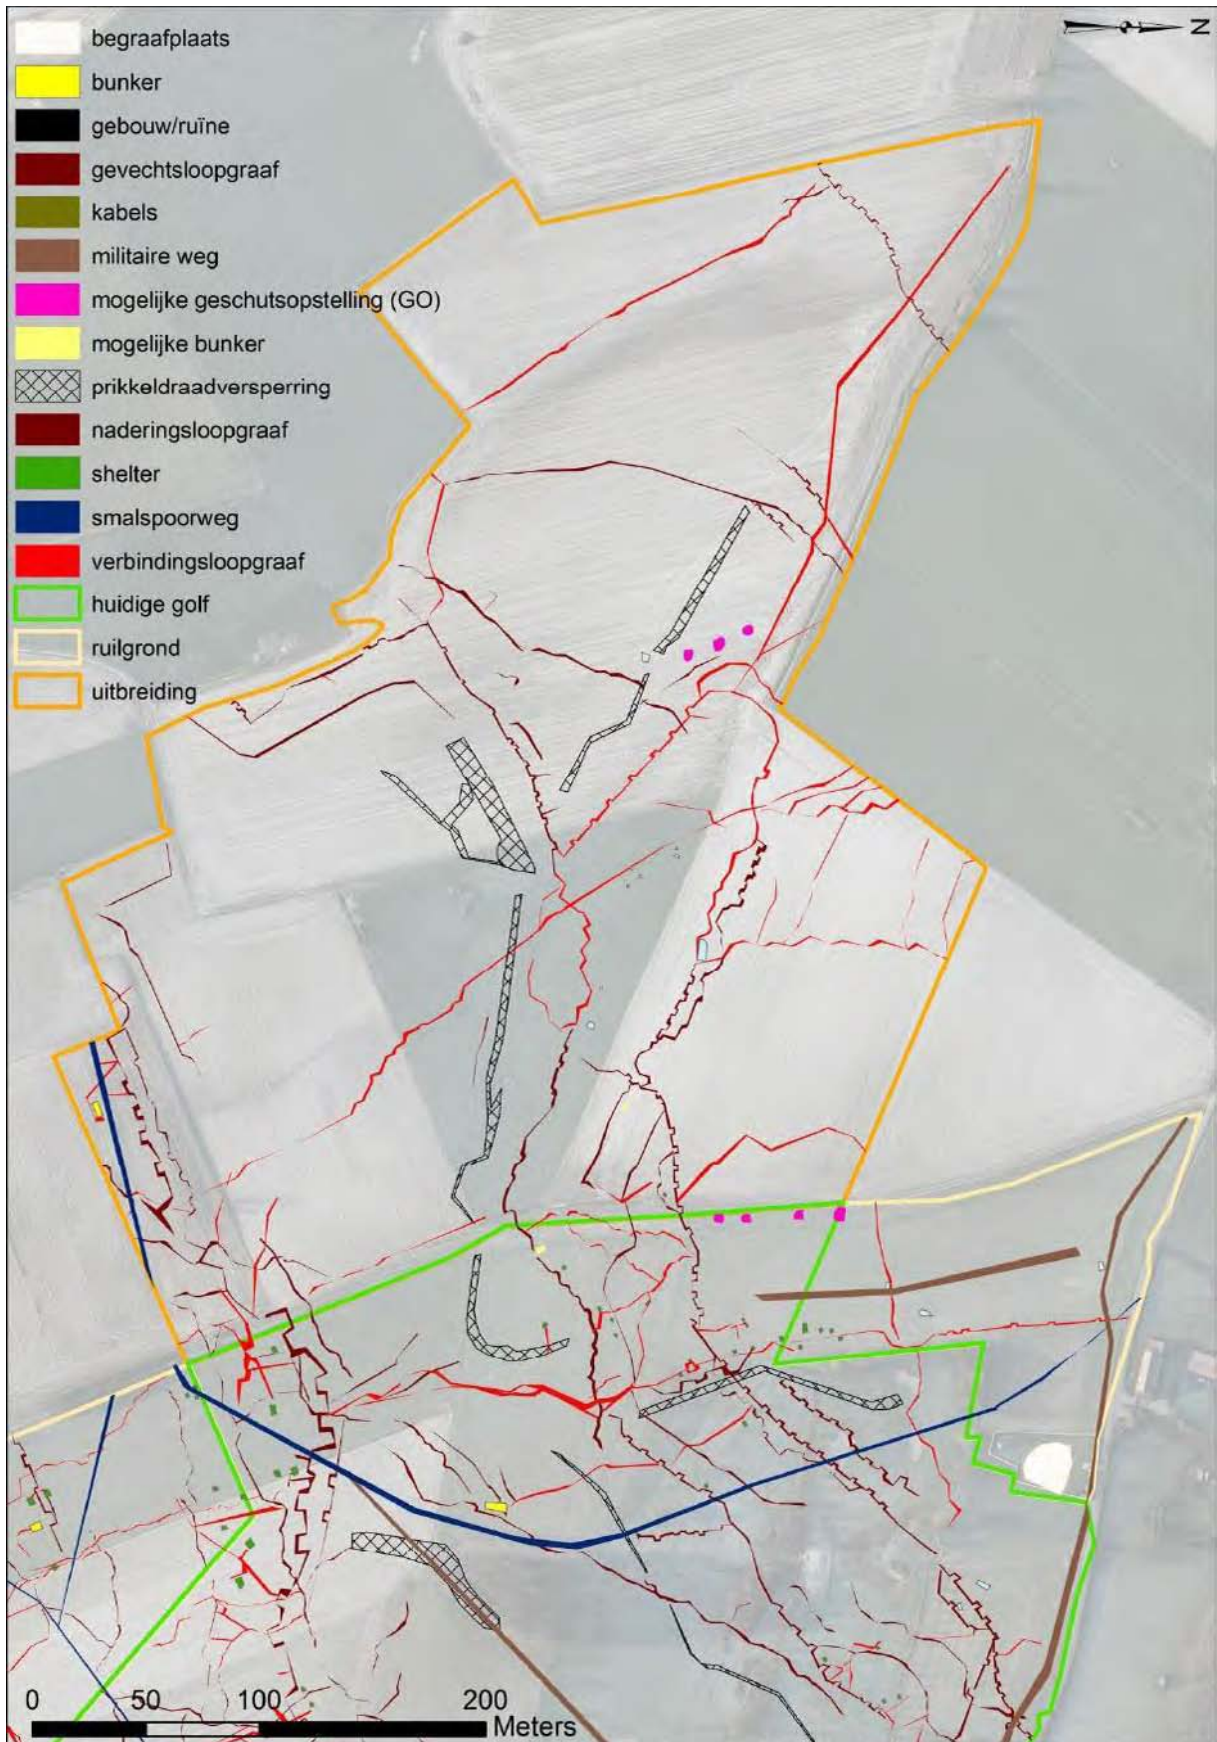 N
begraafplaats
bunker
gebouw/ruïne
gevechtsloopgraaf
kabels
militaire weg
mogelijke geschutsopstelling (GO)
mogelijke bunker
prikkeldraadversperring
naderingsloopgraaf
shelter
smalspoorweg
verbindingsloopgraaf
huidige golf
ruilgrond
uitbreiding
0 50 100 200
Meters